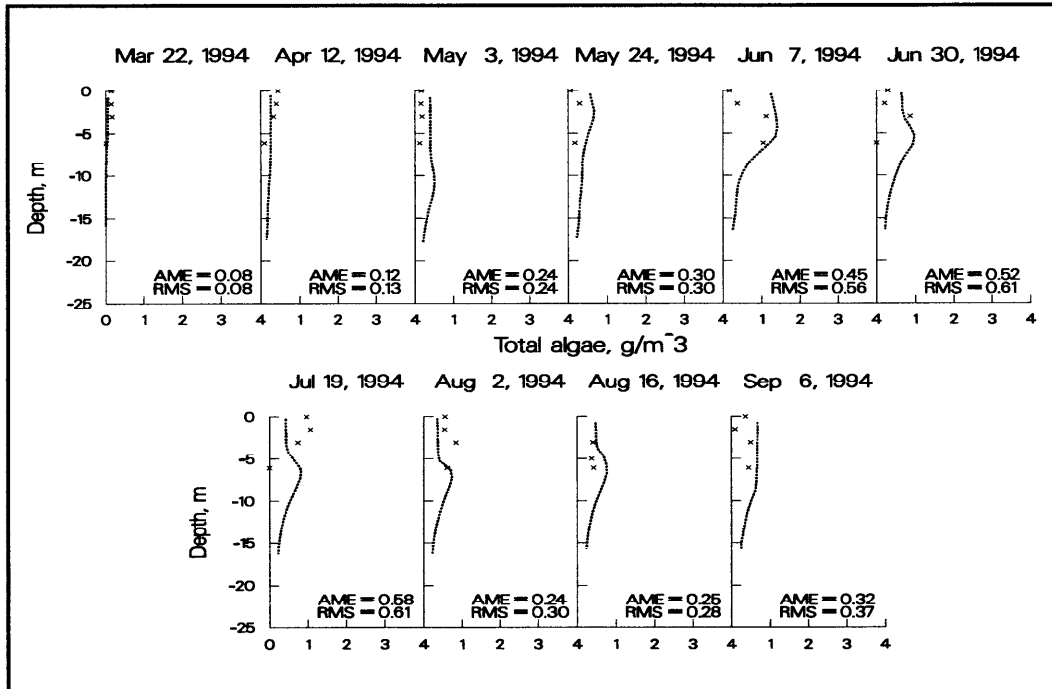 Mar 22, 1994 Apr 12, 1994 May 3, 1994 May 24, 1994 Jun 7, 1994 Jun 30, 1994
0
-5
-10
-15
-20
-25
Depth, m
AME = 0.08 AME = 0.12 AME = 0.24 AME = 0.30 AME = 0.45 AME = 0.52
RMS = 0.08 RMS = 0.13 RMS = 0.24 RMS = 0.30 RMS = 0.56 RMS = 0.61
0 1 2 3 4 1 2 3 4 1 2 3 4 1 2 3 4 1 2 3 4 1 2 3 4
Total algae, g/m^3
Jul 19, 1994 Aug 2, 1994 Aug 16, 1994 Sep 6, 1994
0
-5
-10
-15
-20
-25
Depth, m
AME = 0.58 AME = 0.24 AME = 0.25 AME = 0.32
RMS = 0.61 RMS = 0.30 RMS = 0.28 RMS = 0.37
0 1 2 3 4 1 2 3 4 1 2 3 4 1 2 3 4